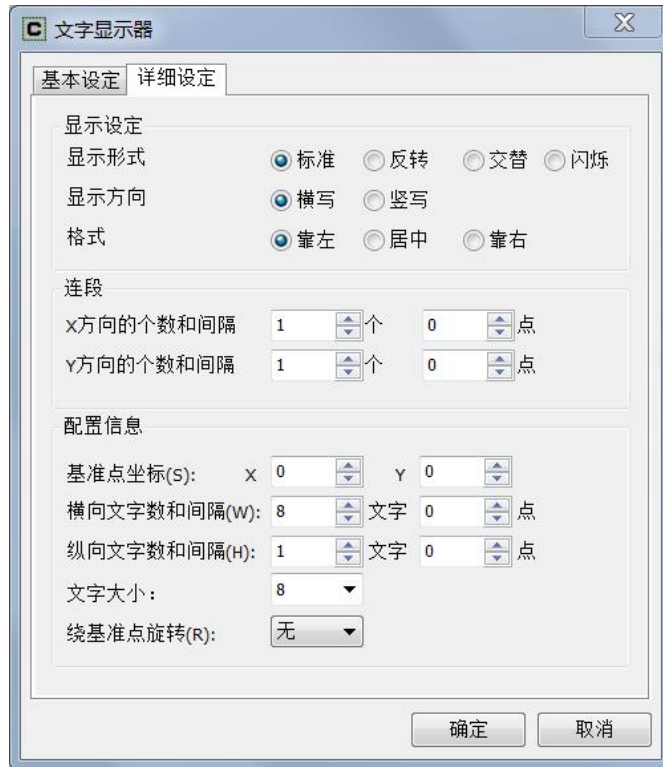 C 文字显示器
基本设定 详细设定
显示设定
显示形式 标准 反转 交替 闪烁
显示方向 横写 竖写
格式 靠左 居中 靠右
连段
X方向的个数和间隔 1 个 0 点
Y方向的个数和间隔 1 个 0 点
配置信息
基准点坐标(S): X 0 Y 0
横向文字数和间隔(W): 8 文字 0 点
纵向文字数和间隔(H): 1 文字 0 点
文字大小： 8
绕基准点旋转(R): 无
确定 取消